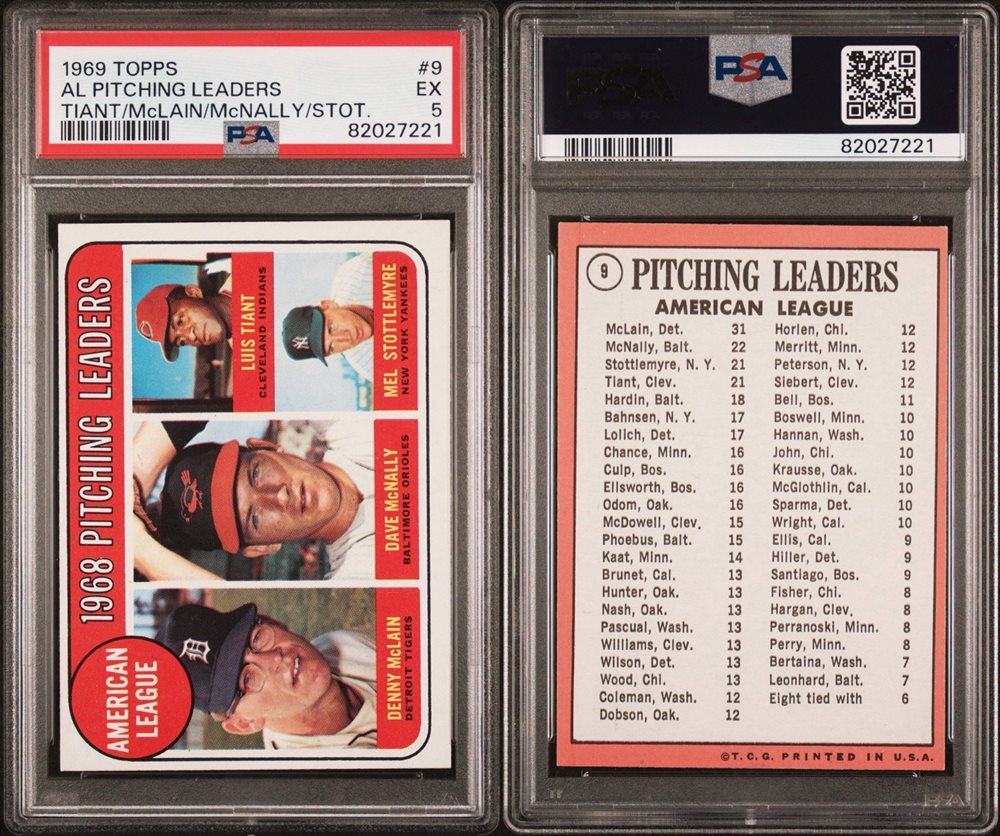 1969 TOPPS #9
AL PITCHING LEADERS EX
TIANT/McLAIN/McNALLY/STOT. 5
PSA 82027221
1968 PITCHING LEADERS
AMERICAN
LEAGUE
DENNY McLAIN
DETROIT TIGERS
DAVE McNALLY
BALTIMORE ORIOLES
LUIS TIANT
CLEVELAND INDIANS
MEL STOTTLEMYRE
NEW YORK YANKEES
PSA PSA
82027221
9 PITCHING LEADERS
AMERICAN LEAGUE
McLain, Det. 31
McNally, Balt. 22
Stottlemyre, N. Y. 21
Tiant, Clev. 21
Hardin, Balt. 18
Bahnsen, N. Y. 17
Lolich, Det. 17
Chance, Minn. 16
Culp, Bos. 16
Ellsworth, Bos. 16
Odom, Oak. 16
McDowell, Clev. 15
Phoebus, Balt. 15
Kaat, Minn. 14
Brunet, Cal. 13
Hunter, Oak. 13
Nash, Oak. 13
Pascual, Wash. 13
Williams, Clev. 13
Wilson, Det. 13
Wood, Chi. 13
Coleman, Wash. 12
Dobson, Oak. 12
Horlen, Chi. 12
Merritt, Minn. 12
Peterson, N. Y. 12
Siebert, Clev. 12
Bell, Bos. 11
Boswell, Minn. 10
Hannan, Wash. 10
John, Chi. 10
Krausse, Oak. 10
McGlothlin, Cal. 10
Sparma, Det. 10
Wright, Cal. 10
Ellis, Cal. 9
Hiller, Det. 9
Santiago, Bos. 9
Fisher, Chi. 8
Hargan, Clev. 8
Perranoski, Minn. 8
Perry, Minn. 8
Bertaina, Wash. 7
Leonhard, Balt. 7
Eight tied with 6
©T.C.G. PRINTED IN U.S.A.
PSA